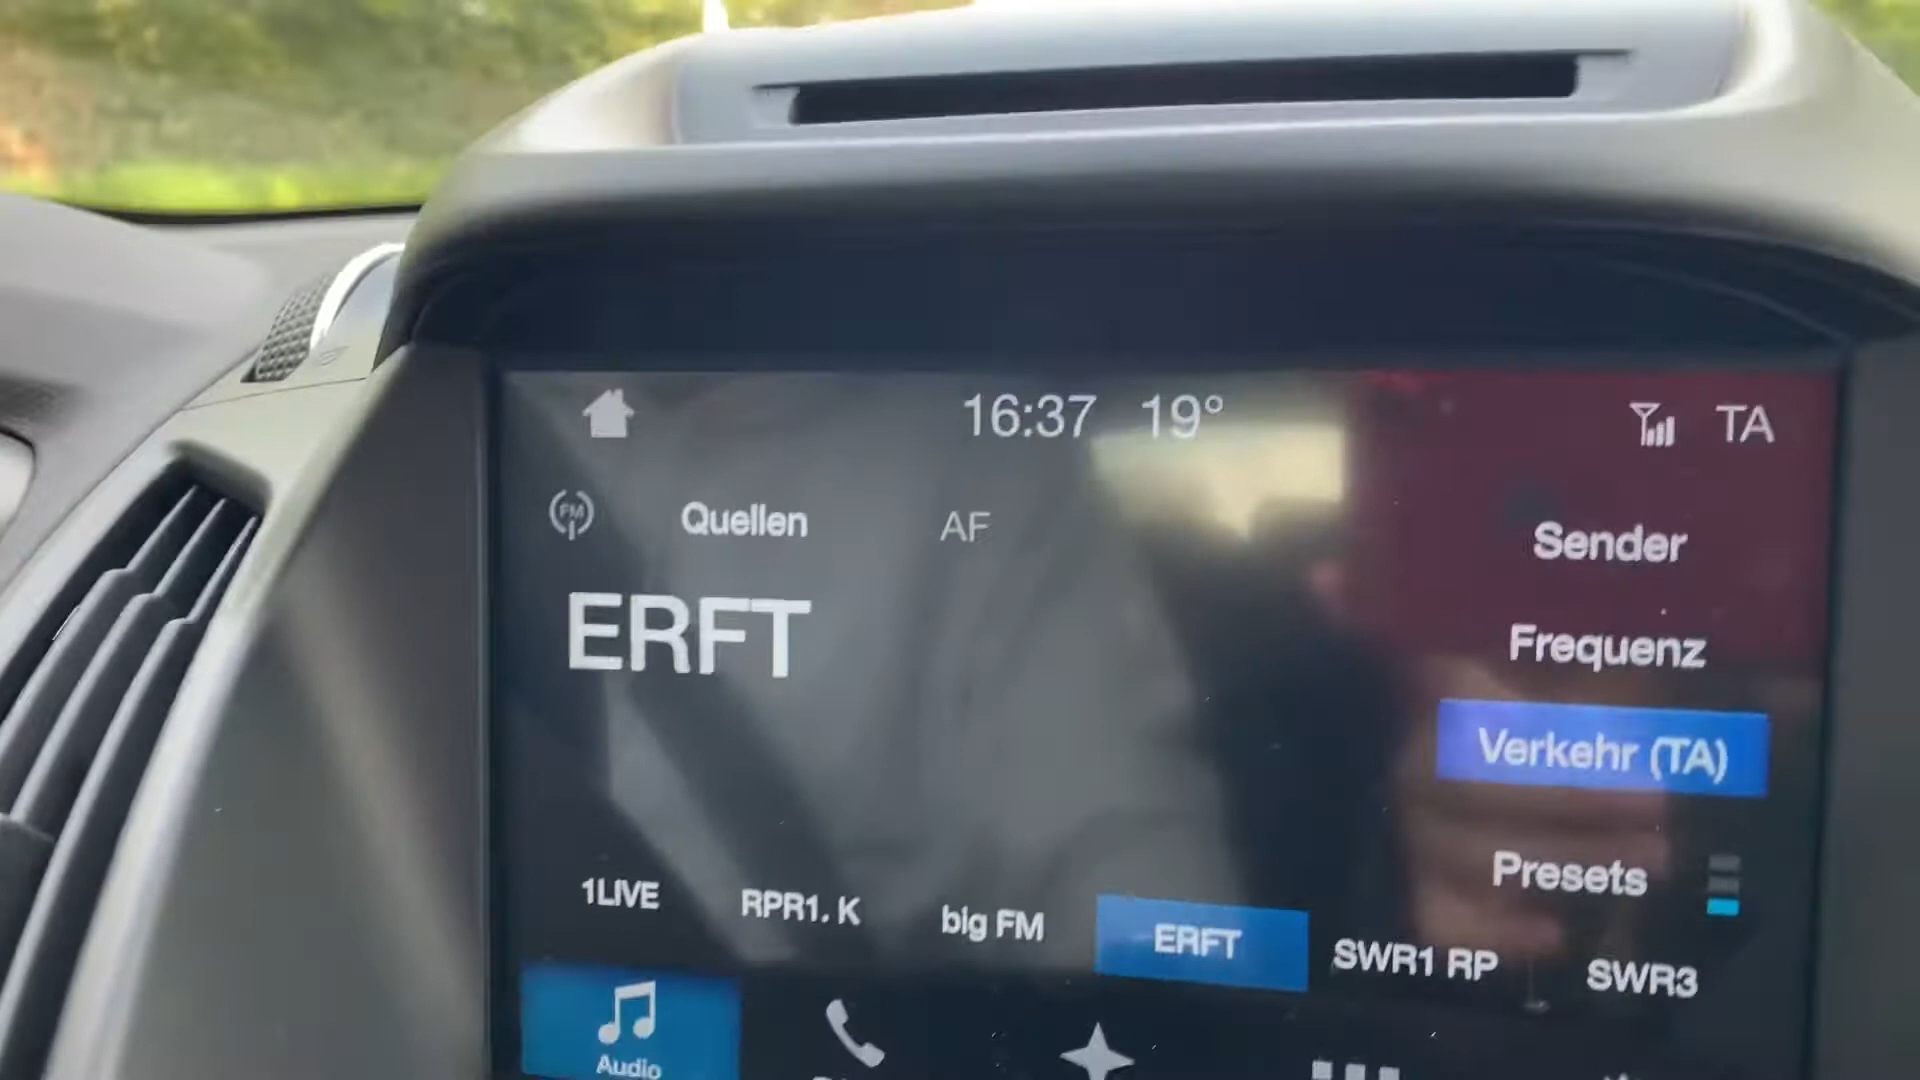 16:37 19° TA
FM Quellen AF Sender
ERFT
Frequenz
Verkehr (TA)
Presets
1LIVE RPR1. K big FM ERFT SWR1 RP SWR3
Audio